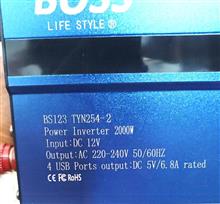 BOSS
LIFE STYLE®
BS123 TYN254-2
Power Inverter 2000W
Input:DC 12V
Output:AC 220-240V 50/60HZ
4 USB Ports output:DC 5V/6.8A rated
CE FC RoHS